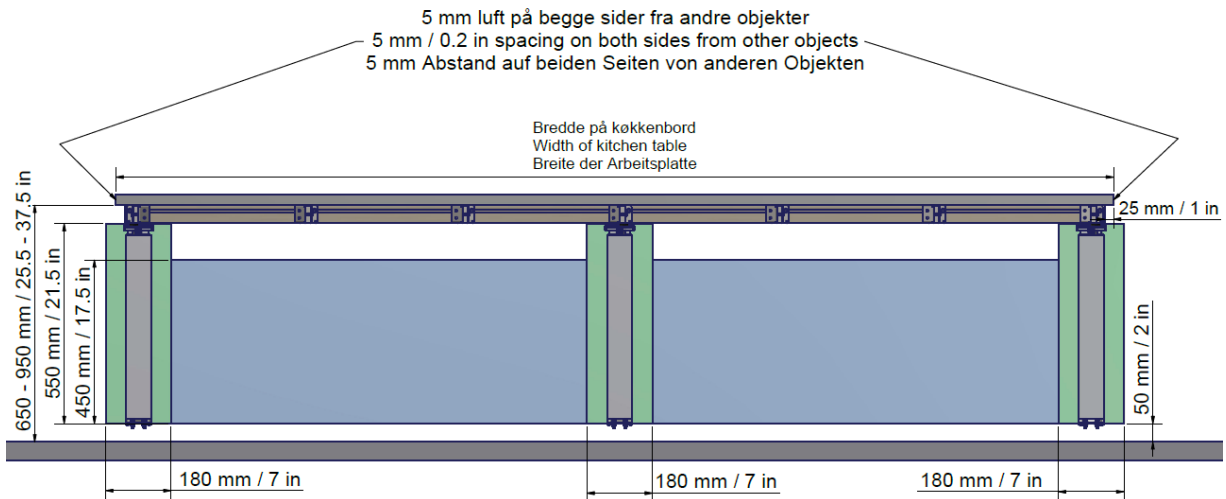 5 mm luft på begge sider fra andre objekter
5 mm / 0.2 in spacing on both sides from other objects
5 mm Abstand auf beiden Seiten von anderen Objekten
Bredde på køkkenbord
Width of kitchen table
Breite der Arbeitsplatte
25 mm / 1 in
650 - 950 mm / 25.5 - 37.5 in
550 mm / 21.5 in
450 mm / 17.5 in
50 mm / 2 in
180 mm / 7 in
180 mm / 7 in
180 mm / 7 in